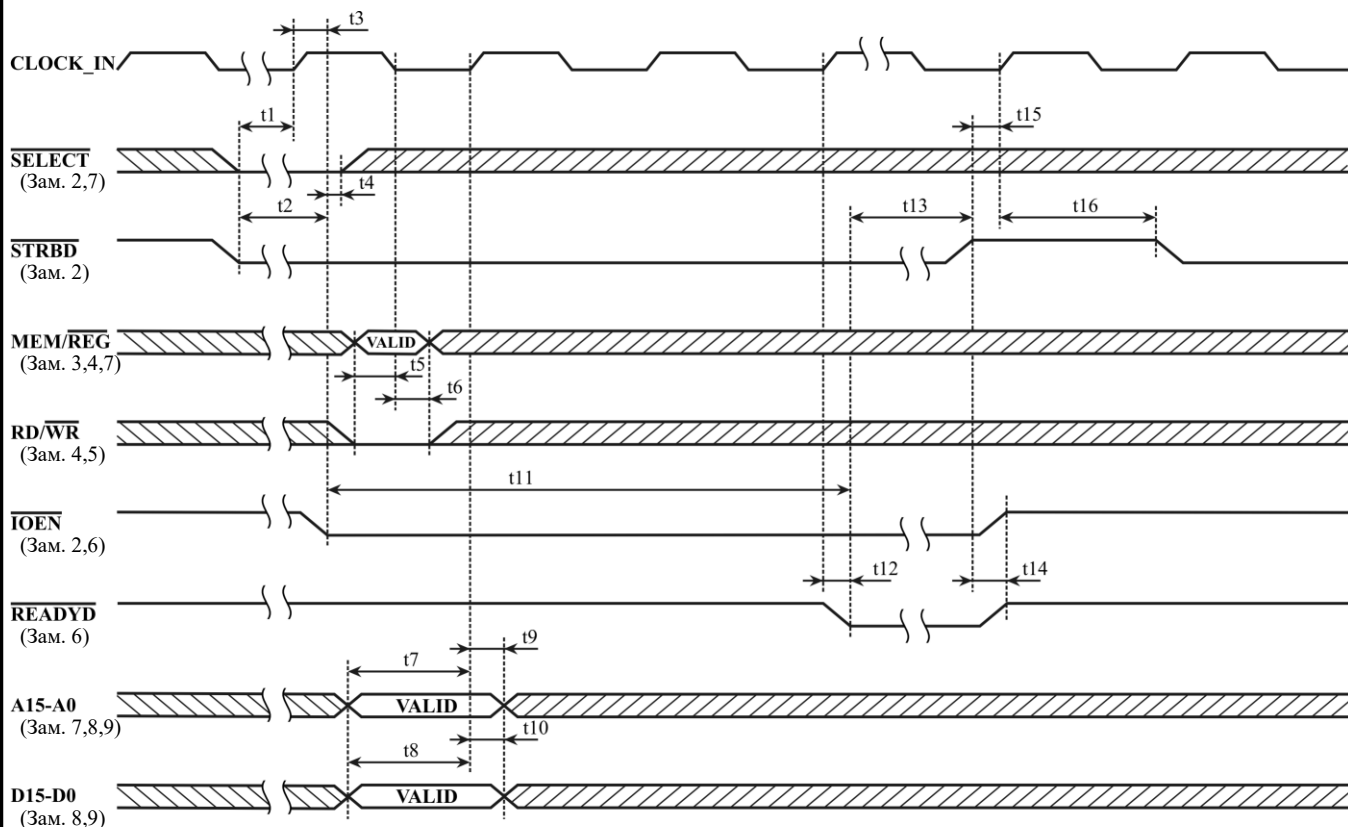 t3
CLOCK_IN
t1
t15
SELECT
(Зам. 2,7)
t4
t2
t13
t16
STRBD
(Зам. 2)
MEM/REG
VALID
(Зам. 3,4,7)
t5
t6
RD/WR
(Зам. 4,5)
t11
IOEN
(Зам. 2,6)
t12
t14
READYD
(Зам. 6)
t9
t7
A15-A0
VALID
(Зам. 7,8,9)
t10
t8
D15-D0
VALID
(Зам. 8,9)